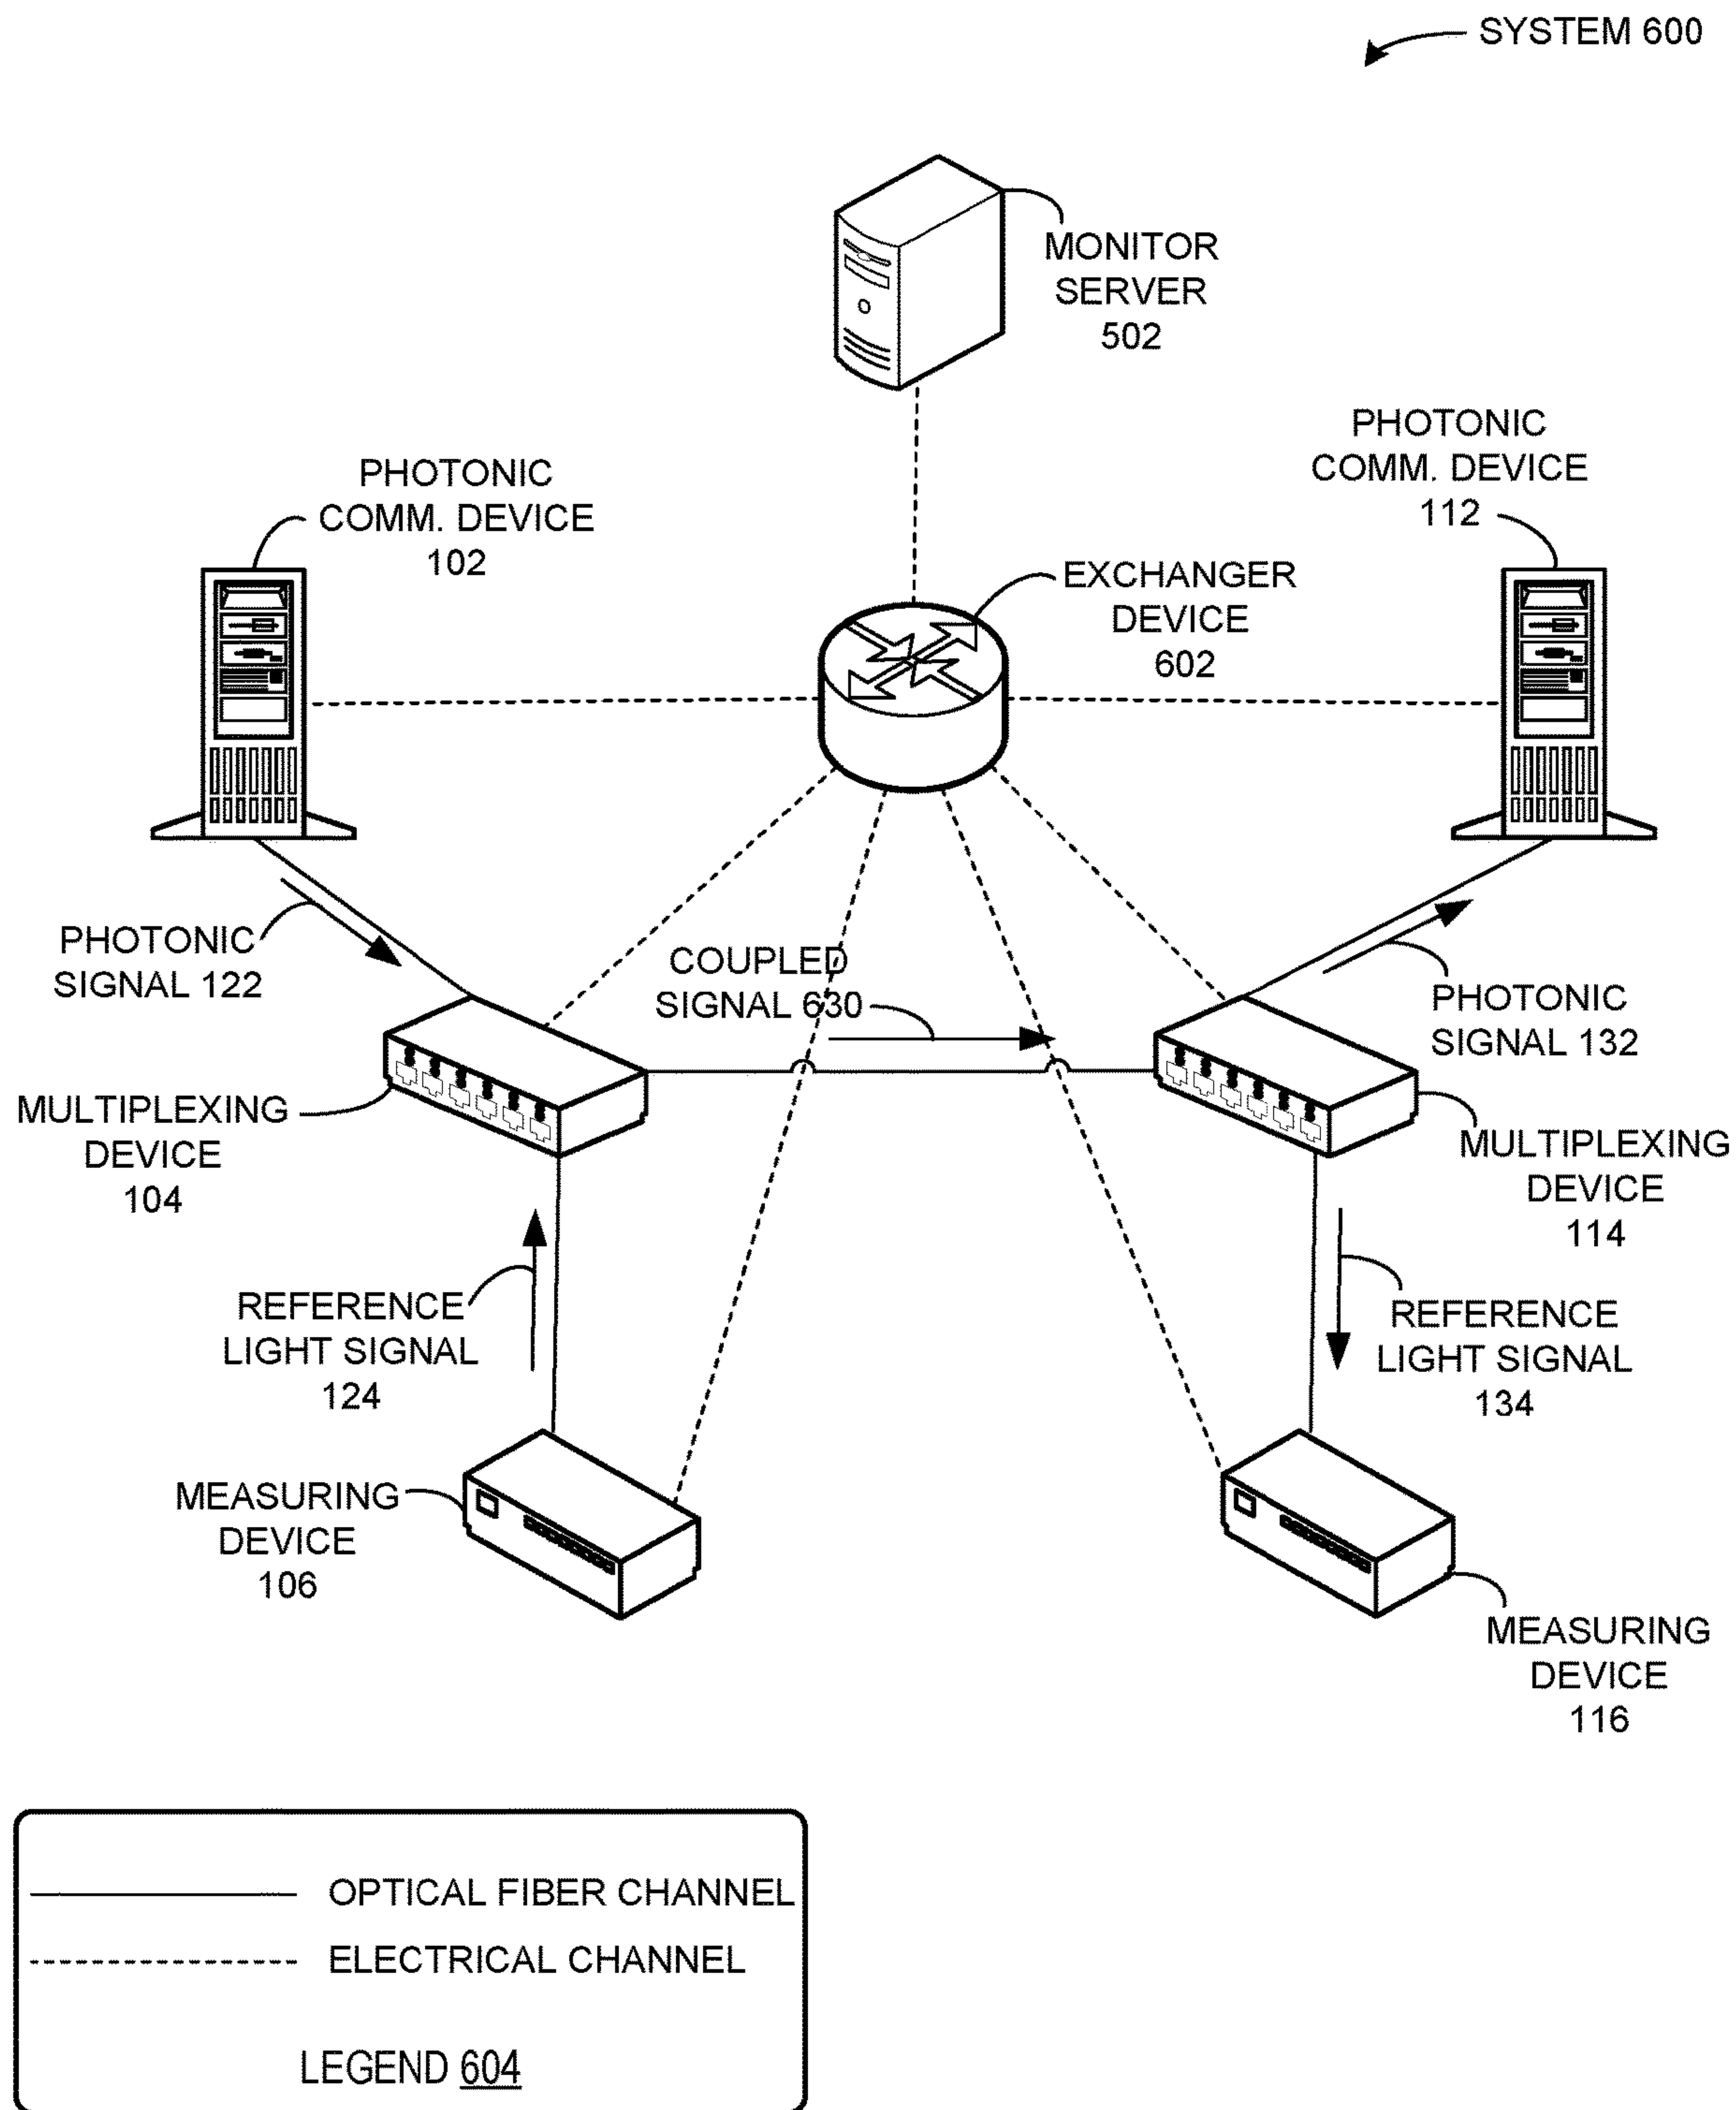 SYSTEM 600
MONITOR
SERVER
502
PHOTONIC
COMM. DEVICE
102
PHOTONIC
COMM. DEVICE
112
EXCHANGER
DEVICE
602
PHOTONIC
SIGNAL 122
COUPLED
SIGNAL 630
PHOTONIC
SIGNAL 132
MULTIPLEXING
DEVICE
104
MULTIPLEXING
DEVICE
114
REFERENCE
LIGHT SIGNAL
124
REFERENCE
LIGHT SIGNAL
134
MEASURING
DEVICE
106
MEASURING
DEVICE
116
OPTICAL FIBER CHANNEL
ELECTRICAL CHANNEL
LEGEND 604